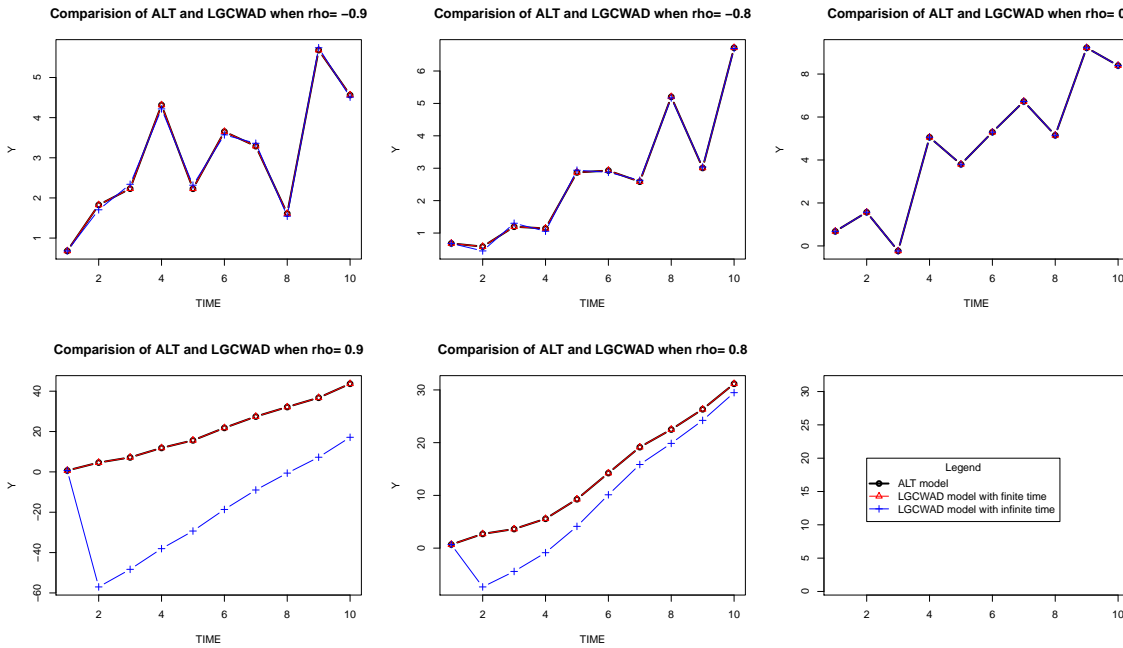 Comparision of ALT and LGCWAD when rho= −0.9
Y
5
4
3
2
1
2 4 6 8 10
TIME
Comparision of ALT and LGCWAD when rho= −0.8
Y
6
5
4
3
2
1
2 4 6 8 10
TIME
Comparision of ALT and LGCWAD when rho= 0
Y
8
6
4
2
0
2 4 6 8 10
TIME
Comparision of ALT and LGCWAD when rho= 0.9
Y
40
20
0
−20
−40
−60
2 4 6 8 10
TIME
Comparision of ALT and LGCWAD when rho= 0.8
Y
30
20
10
0
2 4 6 8 10
TIME
30
25
20
15
10
5
0
2 4 6 8 10
Legend
ALT model
LGCWAD model with finite time
LGCWAD model with infinite time